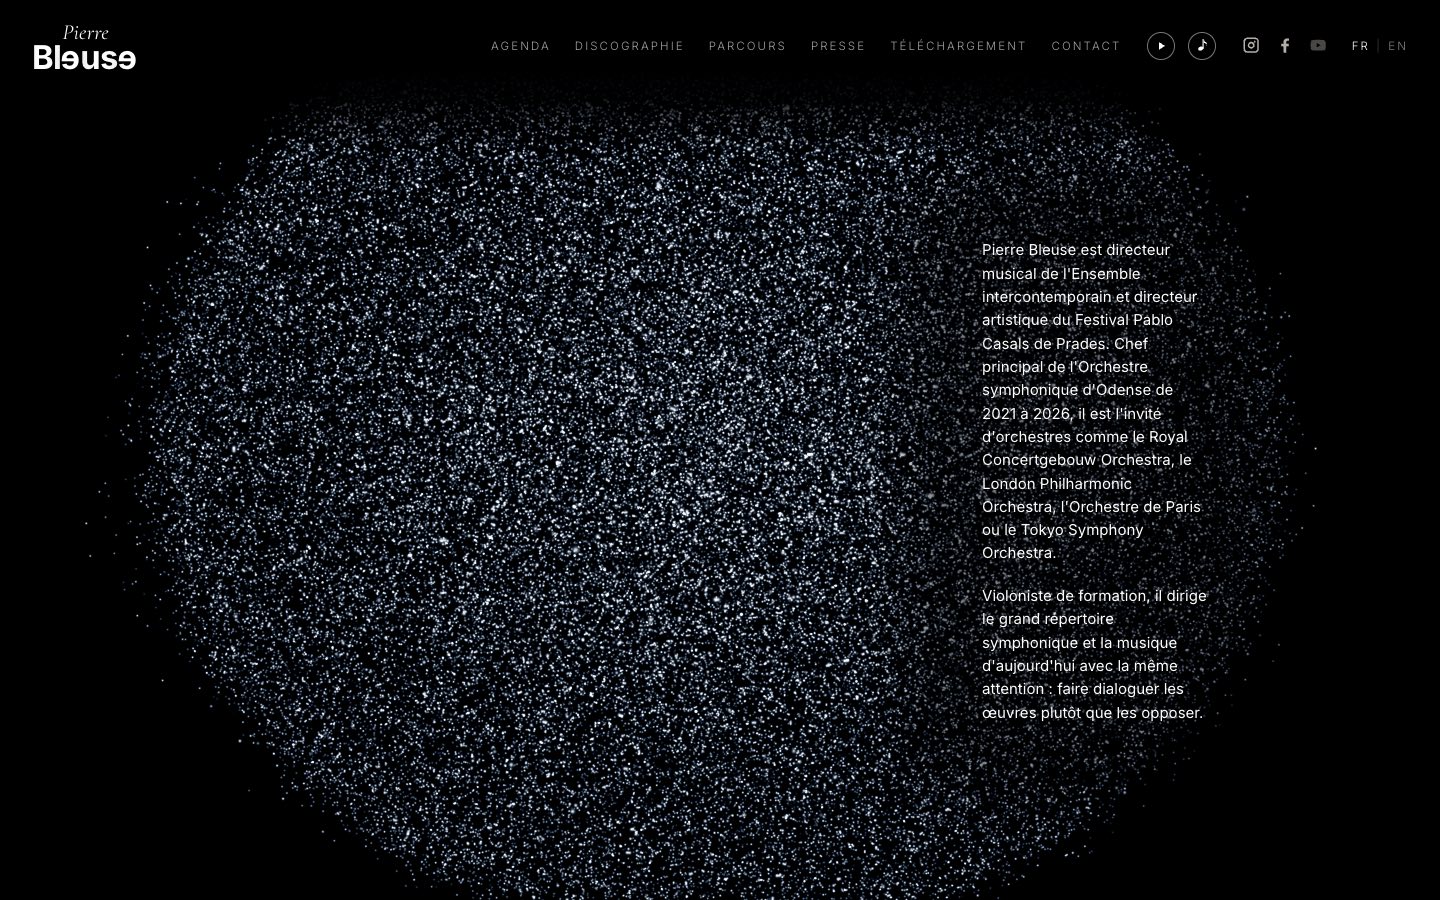 Pierre
Bleuse
AGENDA DISCOGRAPHIE PARCOURS PRESSE TÉLÉCHARGEMENT CONTACT FR EN
Pierre Bleuse est directeur
musical de l'Ensemble
intercontemporain et directeur
artistique du Festival Pablo
Casals de Prades. Chef
principal de l'Orchestre
symphonique d'Odense de
2021 à 2026, il est l'invité
d'orchestres comme le Royal
Concertgebouw Orchestra, le
London Philharmonic
Orchestra, l'Orchestre de Paris
ou le Tokyo Symphony
Orchestra.
Violoniste de formation, il dirige
le grand répertoire
symphonique et la musique
d'aujourd'hui avec la même
attention : faire dialoguer les
œuvres plutôt que les opposer.